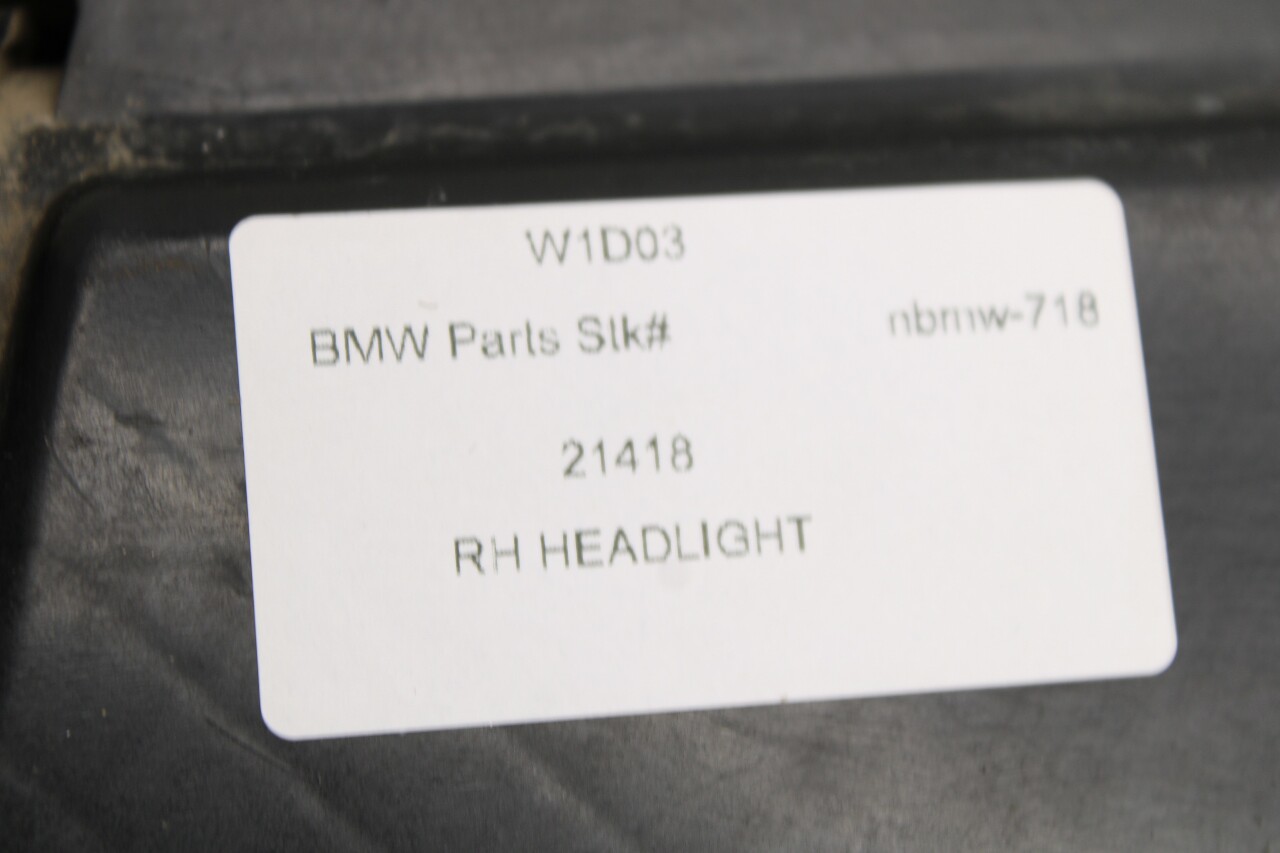 W1D03
BMW Parts Stk# nbmw-718
21418
RH HEADLIGHT